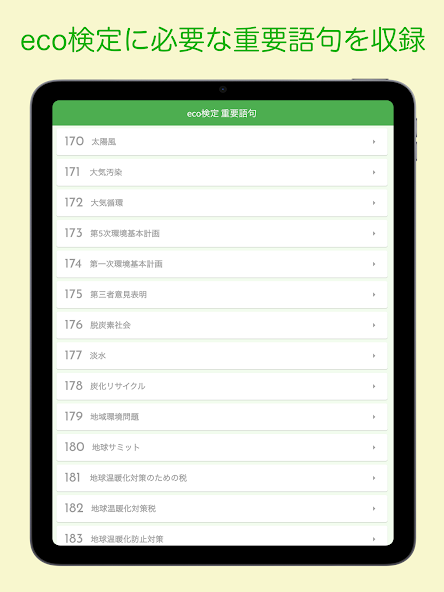 eco検定に必要な重要語句を収録
eco検定 重要語句
170 太陽風
171 大気汚染
172 大気循環
173 第5次環境基本計画
174 第一次環境基本計画
175 第三者意見表明
176 脱炭素社会
177 淡水
178 炭化リサイクル
179 地域環境問題
180 地球サミット
181 地球温暖化対策のための税
182 地球温暖化対策税
183 地球温暖化防止対策